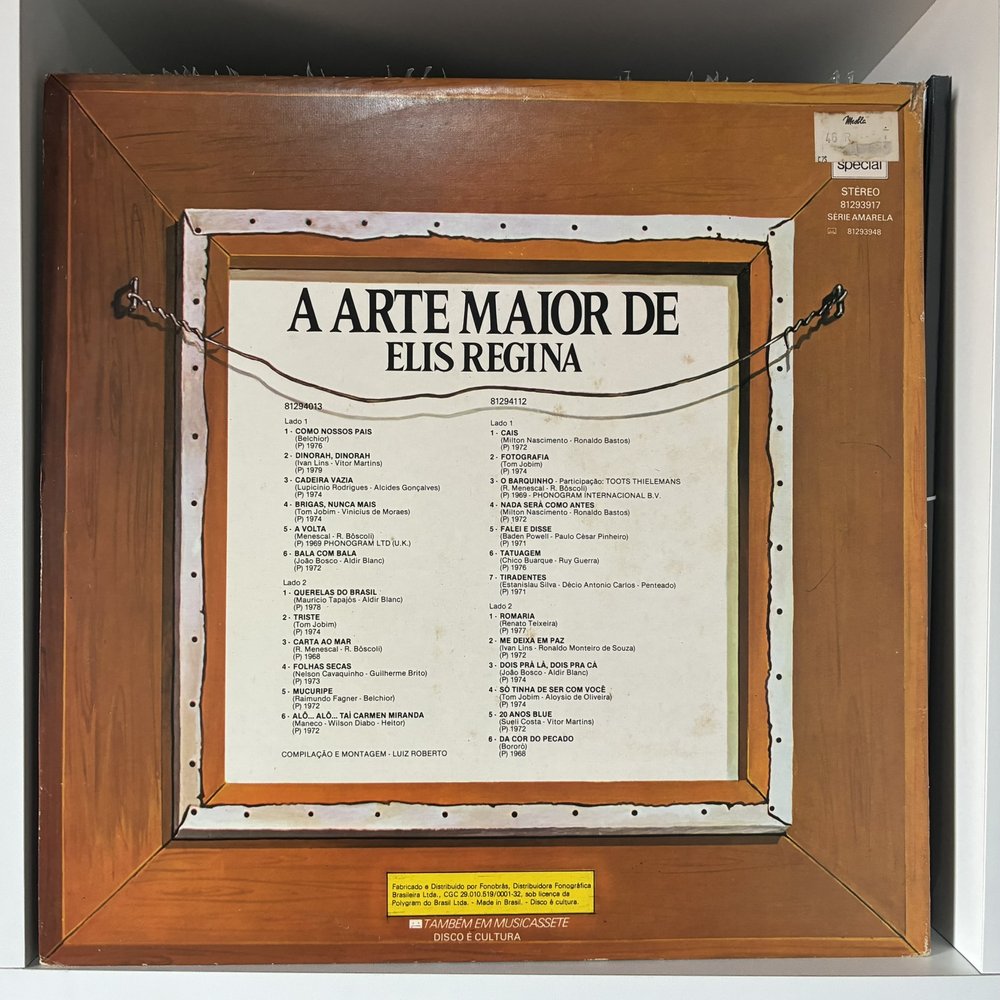 Mesbla
46
special
STÉREO
81293917
SÉRIE AMARELA
81293948
A ARTE MAIOR DE
ELIS REGINA
81294013
Lado 1
1 - COMO NOSSOS PAIS
(Belchior)
(P) 1976
2 - DINORAH, DINORAH
(Ivan Lins - Vitor Martins)
(P) 1979
3 - CADEIRA VAZIA
(Lupicinio Rodrigues - Alcides Gonçalves)
(P) 1974
4 - BRIGAS, NUNCA MAIS
(Tom Jobim - Vinicius de Moraes)
(P) 1974
5 - A VOLTA
(Menescal - R. Bôscoli)
(P) 1969 PHONOGRAM LTD (U.K.)
6 - BALA COM BALA
(João Bosco - Aldir Blanc)
(P) 1972
Lado 2
1 - QUERELAS DO BRASIL
(Mauricio Tapajós - Aldir Blanc)
(P) 1978
2 - TRISTE
(Tom Jobim)
(P) 1974
3 - CARTA AO MAR
(R. Menescal - R. Bôscoli)
(P) 1968
4 - FOLHAS SECAS
(Nelson Cavaquinho - Guilherme Brito)
(P) 1973
5 - MUCURIPE
(Raimundo Fagner - Belchior)
(P) 1972
6 - ALÔ... ALÔ... TAÍ CARMEN MIRANDA
(Maneco - Wilson Diabo - Heitor)
(P) 1972
COMPILAÇÃO E MONTAGEM - LUIZ ROBERTO
81294112
Lado 1
1 - CAIS
(Milton Nascimento - Ronaldo Bastos)
(P) 1972
2 - FOTOGRAFIA
(Tom Jobim)
(P) 1974
3 - O BARQUINHO - Participação: TOOTS THIELEMANS
(R. Menescal - R. Bôscoli)
(P) 1969 - PHONOGRAM INTERNACIONAL B.V.
4 - NADA SERÁ COMO ANTES
(Milton Nascimento - Ronaldo Bastos)
(P) 1972
5 - FALEI E DISSE
(Baden Powell - Paulo Cèsar Pinheiro)
(P) 1971
6 - TATUAGEM
(Chico Buarque - Ruy Guerra)
(P) 1976
7 - TIRADENTES
(Estanislau Silva - Dècio Antonio Carlos - Penteado)
(P) 1971
Lado 2
1 - ROMARIA
(Renato Teixeira)
(P) 1977
2 - ME DEIXA EM PAZ
(Ivan Lins - Ronaldo Monteiro de Souza)
(P) 1972
3 - DOIS PRÁ LÁ, DOIS PRA CÀ
(João Bosco - Aldir Blanc)
(P) 1974
4 - SÓ TINHA DE SER COM VOCÊ
(Tom Jobim - Aloysio de Oliveira)
(P) 1974
5 - 20 ANOS BLUE
(Sueli Costa - Vitor Martins)
(P) 1972
6 - DA COR DO PECADO
(Bororò)
(P) 1968
Fabricado e Distribuido por Fonobrás, Distribuidora Fonográfica
Brasileira Ltda., CGC 29.010.519/0001-32, sob licença da
Polygram do Brasil Ltda. - Made in Brasil. - Disco é cultura.
TAMBÉM EM MUSICASSETE
DISCO É CULTURA